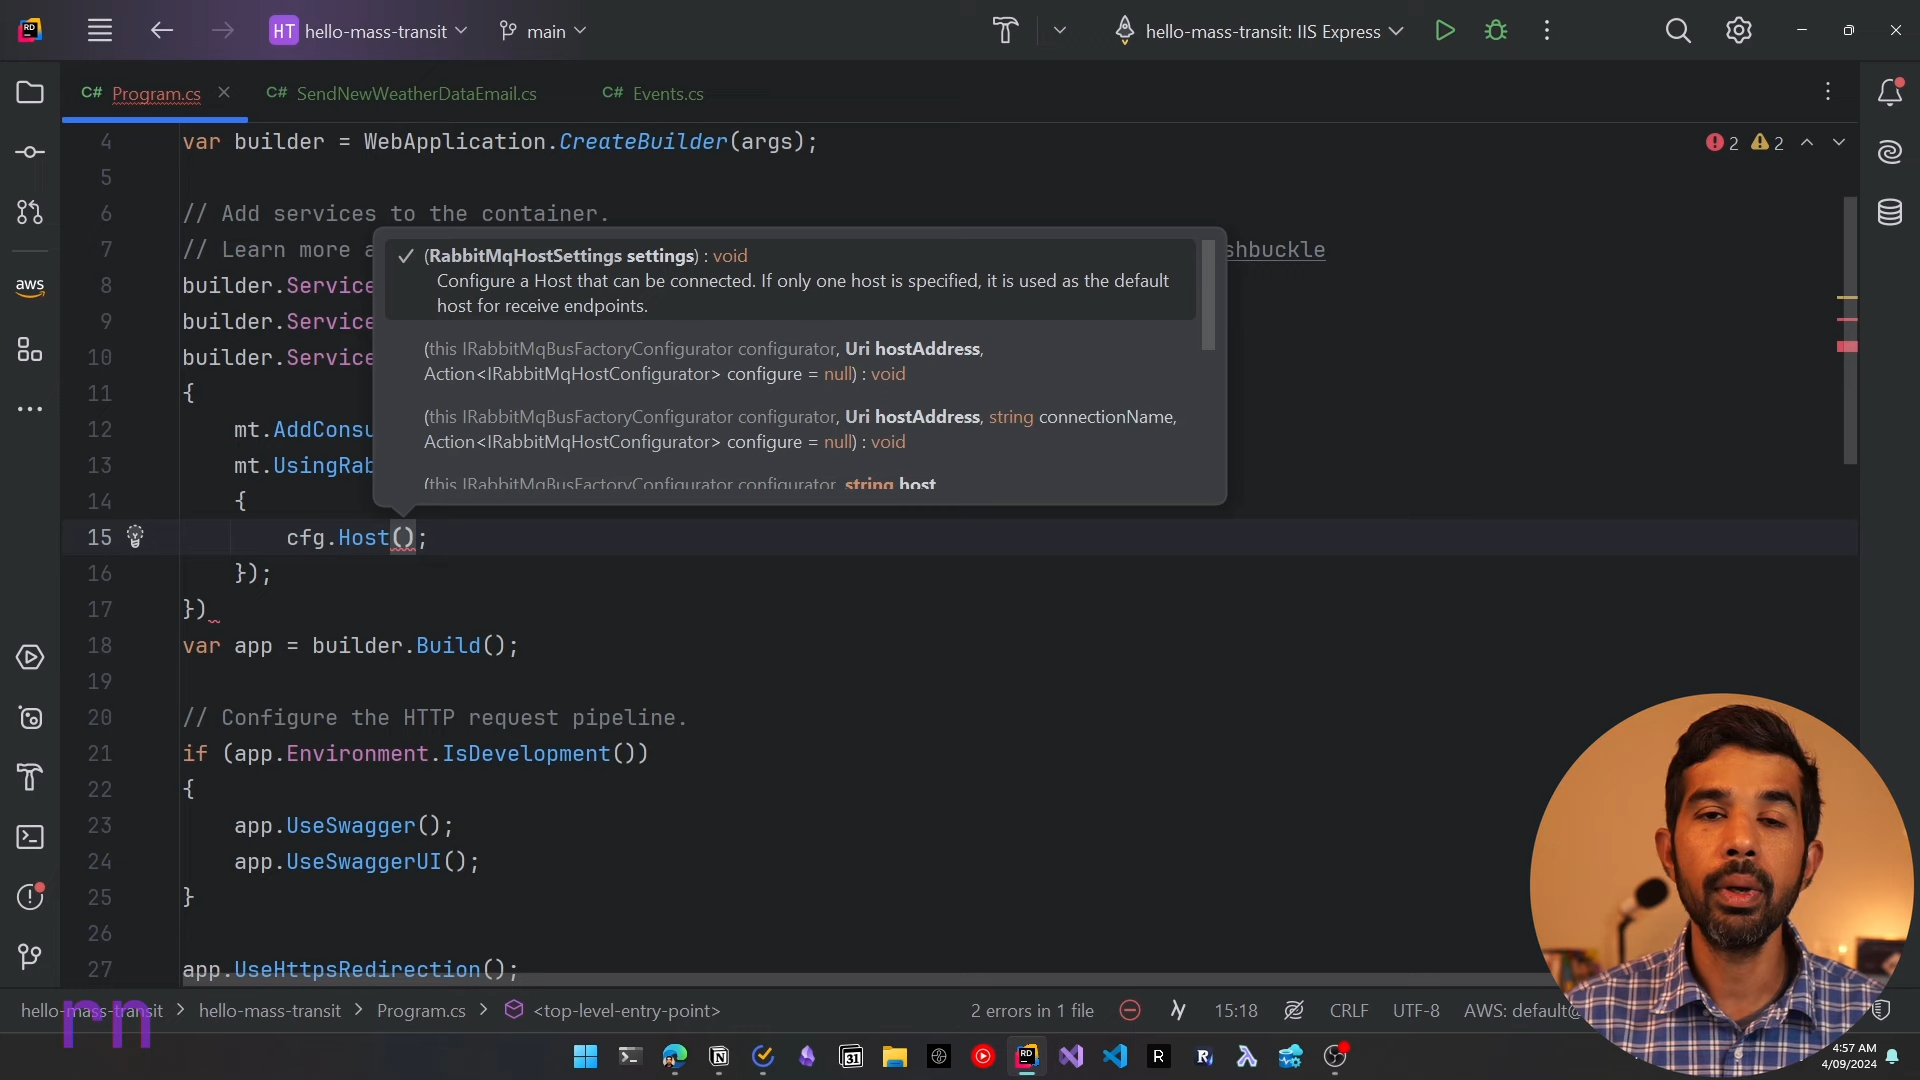 HT hello-mass-transit main hello-mass-transit: IIS Express
C# Program.cs C# SendNewWeatherDataEmail.cs C# Events.cs
4 var builder = WebApplication.CreateBuilder(args);
2 2
5
6 // Add services to the container.
7 // Learn more a shbuckle
8 builder.Service
9 builder.Service
10 builder.Service
11 {
12 mt.AddConsu
13 mt.UsingRab
14 {
(RabbitMqHostSettings settings) : void
Configure a Host that can be connected. If only one host is specified, it is used as the default
host for receive endpoints.
(this IRabbitMqBusFactoryConfigurator configurator, Uri hostAddress,
Action<IRabbitMqHostConfigurator> configure = null) : void
(this IRabbitMqBusFactoryConfigurator configurator, Uri hostAddress, string connectionName,
Action<IRabbitMqHostConfigurator> configure = null) : void
(this IRabbitMqBusFactoryConfigurator configurator, string host
15 cfg.Host();
16 });
17 })
18 var app = builder.Build();
19
20 // Configure the HTTP request pipeline.
21 if (app.Environment.IsDevelopment())
22 {
23 app.UseSwagger();
24 app.UseSwaggerUI();
25 }
26
27 app.UseHttpsRedirection();
aws
hello-mass-transit hello-mass-transit Program.cs <top-level-entry-point> 2 errors in 1 file 15:18 CRLF UTF-8 AWS: default@
rn
4:57 AM
4/09/2024